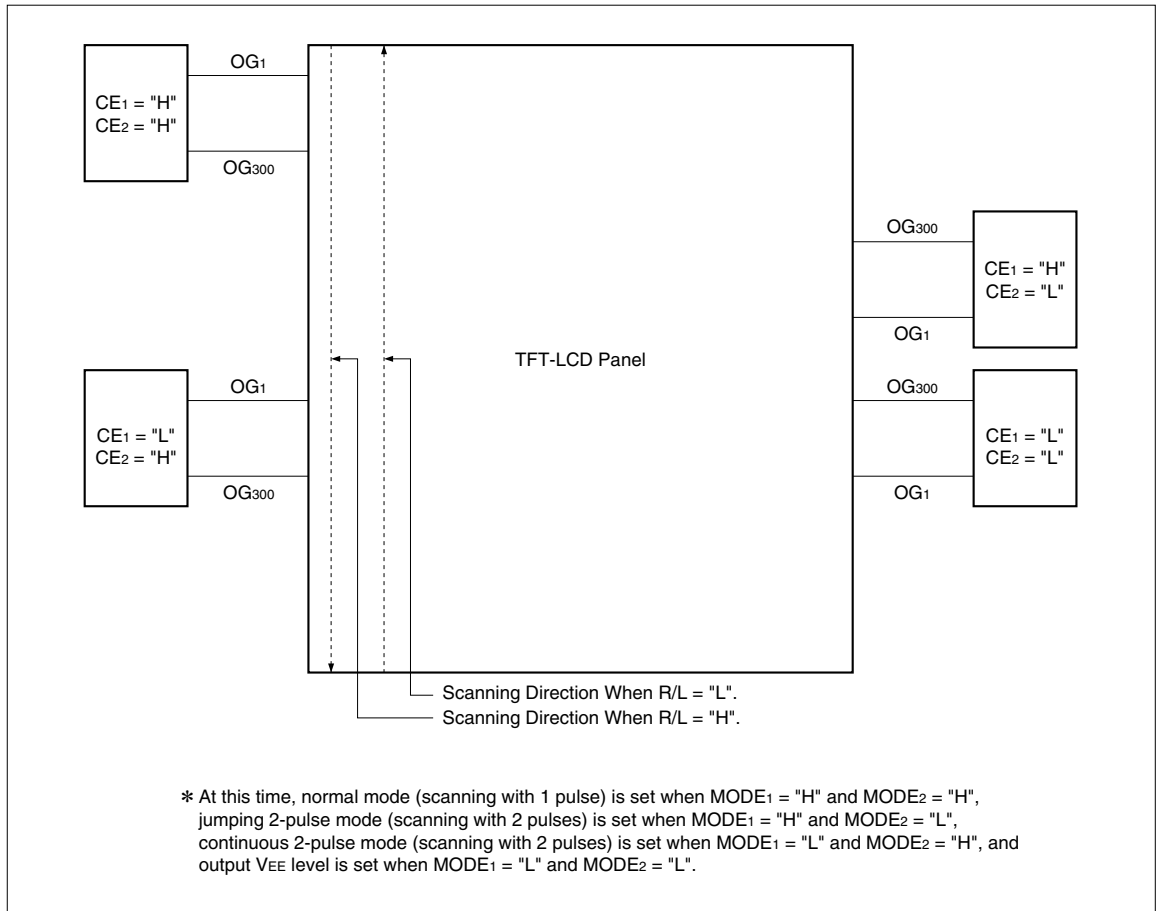 OG1
CE1 = "H"
CE2 = "H"
OG300
OG300
CE1 = "H"
CE2 = "L"
OG1
TFT-LCD Panel
OG1
CE1 = "L"
CE2 = "H"
OG300
OG300
CE1 = "L"
CE2 = "L"
OG1
Scanning Direction When R/L = "L".
Scanning Direction When R/L = "H".
* At this time, normal mode (scanning with 1 pulse) is set when MODE1 = "H" and MODE2 = "H",
jumping 2-pulse mode (scanning with 2 pulses) is set when MODE1 = "H" and MODE2 = "L",
continuous 2-pulse mode (scanning with 2 pulses) is set when MODE1 = "L" and MODE2 = "H", and
output VEE level is set when MODE1 = "L" and MODE2 = "L".